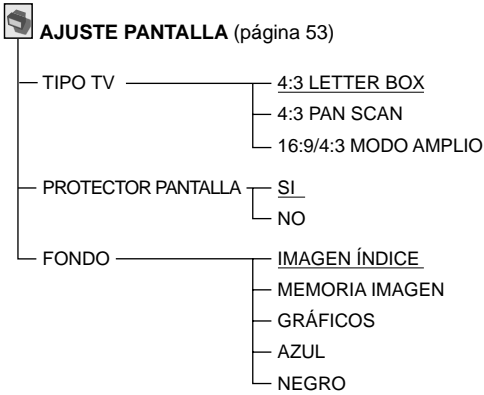 AJUSTE PANTALLA (página 53)
TIPO TV
4:3 LETTER BOX
4:3 PAN SCAN
16:9/4:3 MODO AMPLIO
PROTECTOR PANTALLA
SI
NO
FONDO
IMAGEN ÍNDICE
MEMORIA IMAGEN
GRÁFICOS
AZUL
NEGRO